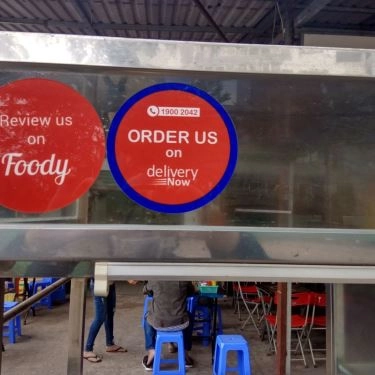 Review us
on
Foody
1900 2042
ORDER US
on
delivery
Now